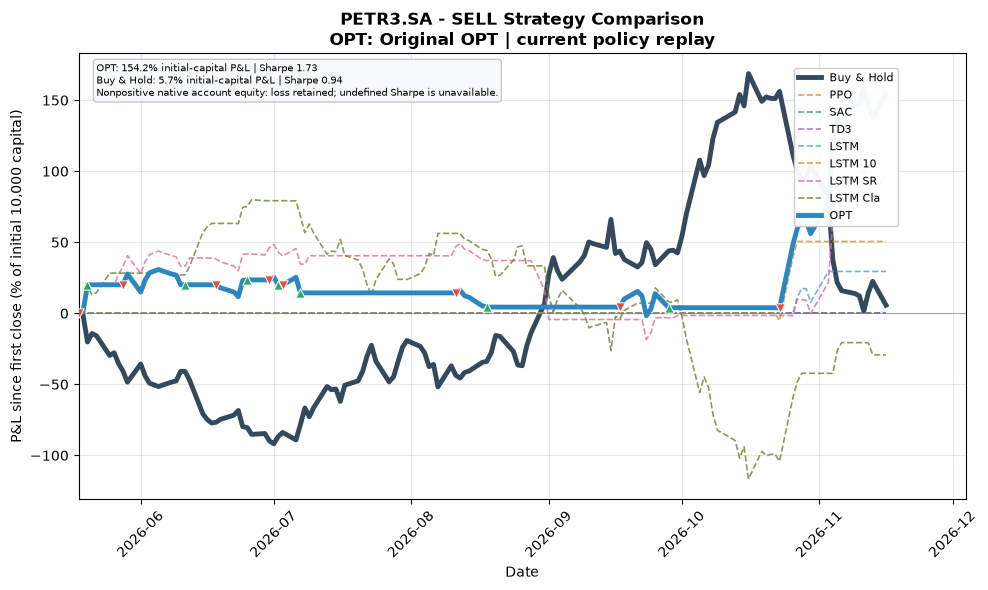 PETR3.SA - SELL Strategy Comparison
OPT: Original OPT | current policy replay
OPT: 154.2% initial-capital P&L | Sharpe 1.73
Buy & Hold: 5.7% initial-capital P&L | Sharpe 0.94
Nonpositive native account equity: loss retained; undefined Sharpe is unavailable.
Buy & Hold
PPO
SAC
TD3
LSTM
LSTM 10
LSTM SR
LSTM Cla
OPT
P&L since first close (% of initial 10,000 capital)
150
100
50
0
−50
−100
2026-06
2026-07
2026-08
2026-09
2026-10
2026-11
2026-12
Date